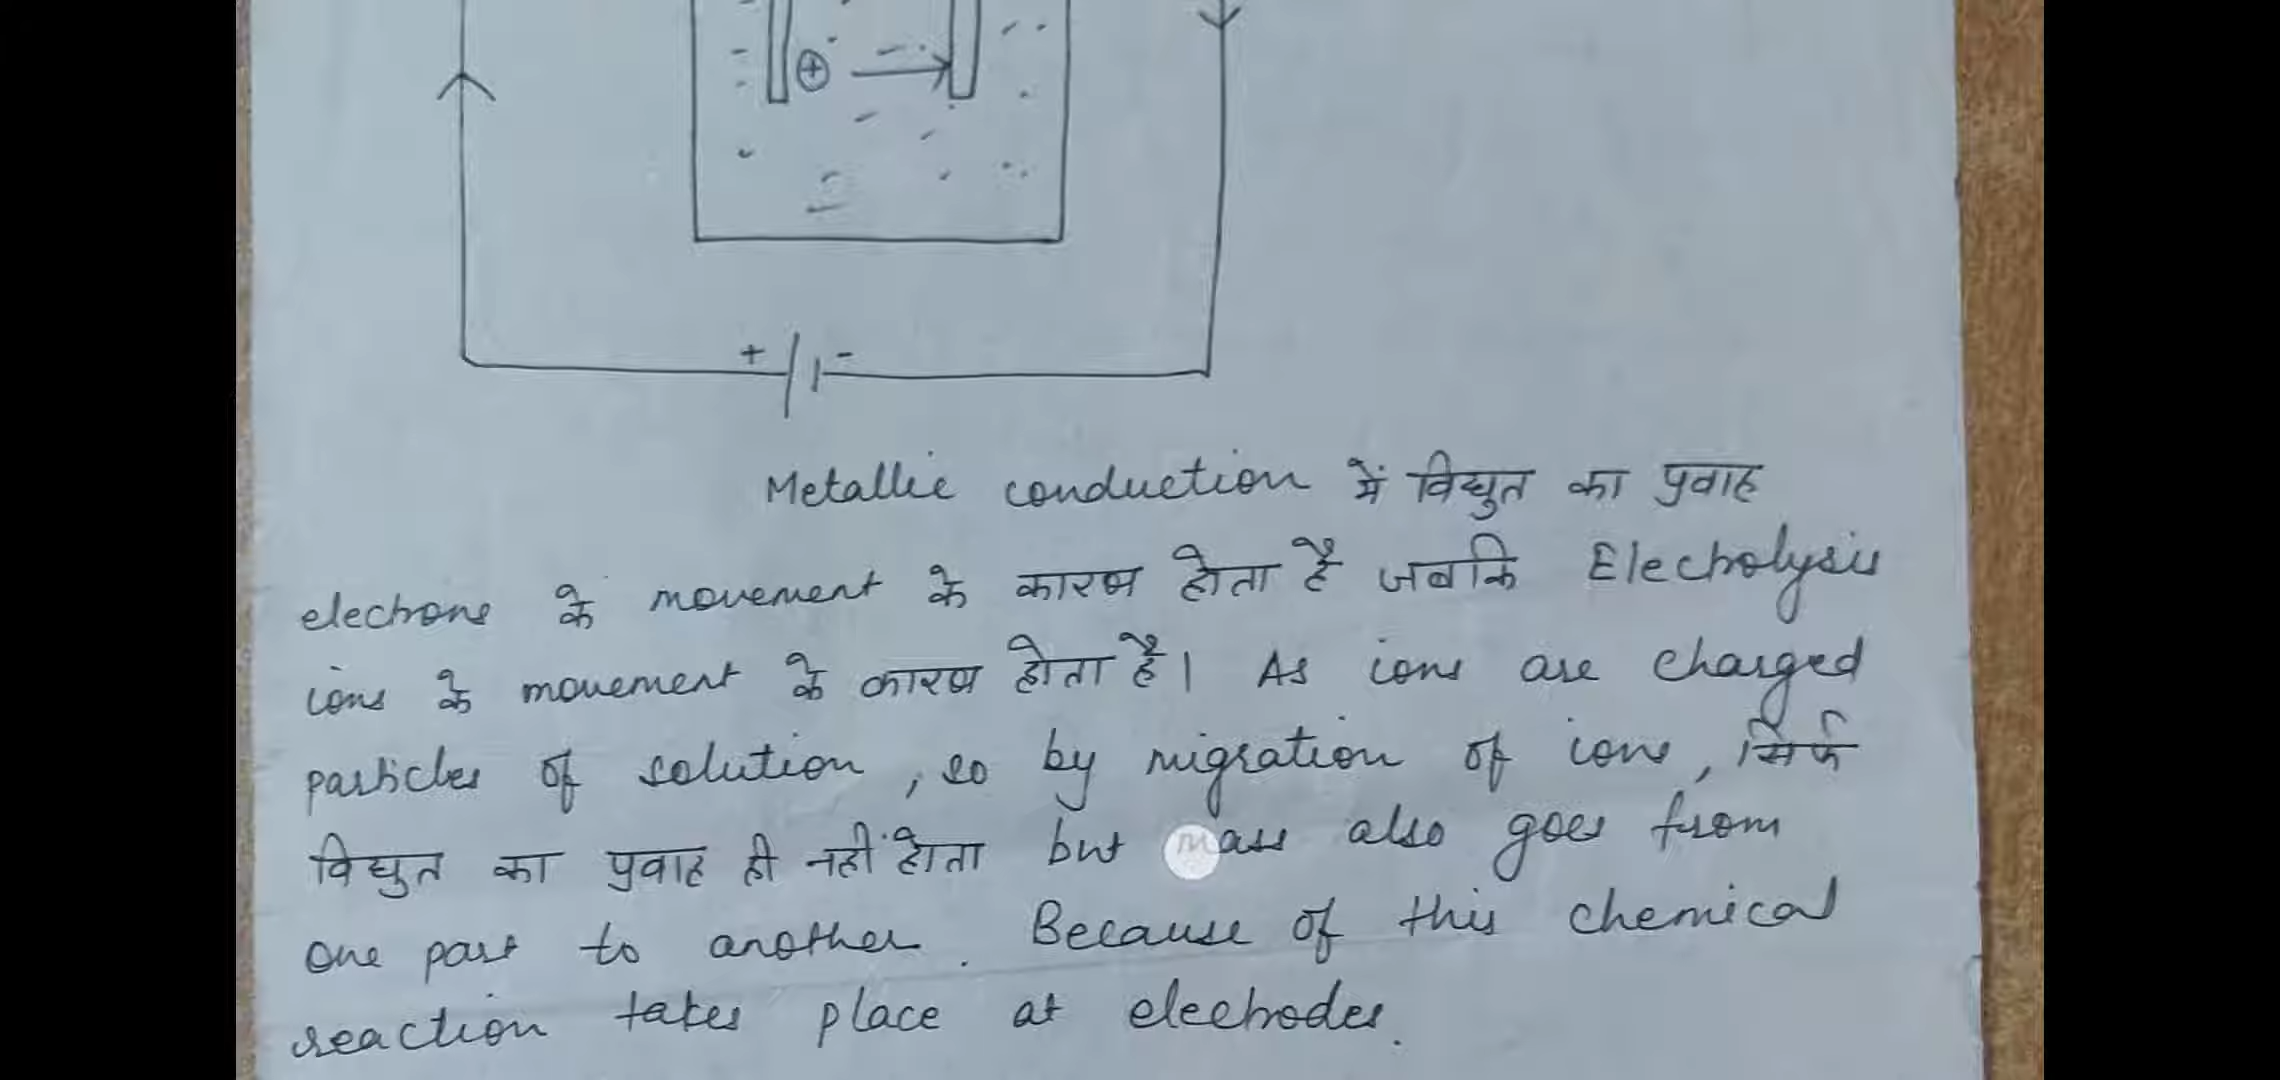 +
+ -
Metallic conduction में विद्युत का प्रवाह
electrons के movement के कारण होता है जबकि Electrolysis
ions के movement के कारण होता है। As ions are charged
particles of solution, so by migration of ions, सिर्फ
विद्युत का प्रवाह ही नहीं होता but mass also goes from
one part to another. Because of this chemical
reaction takes place at electrodes.